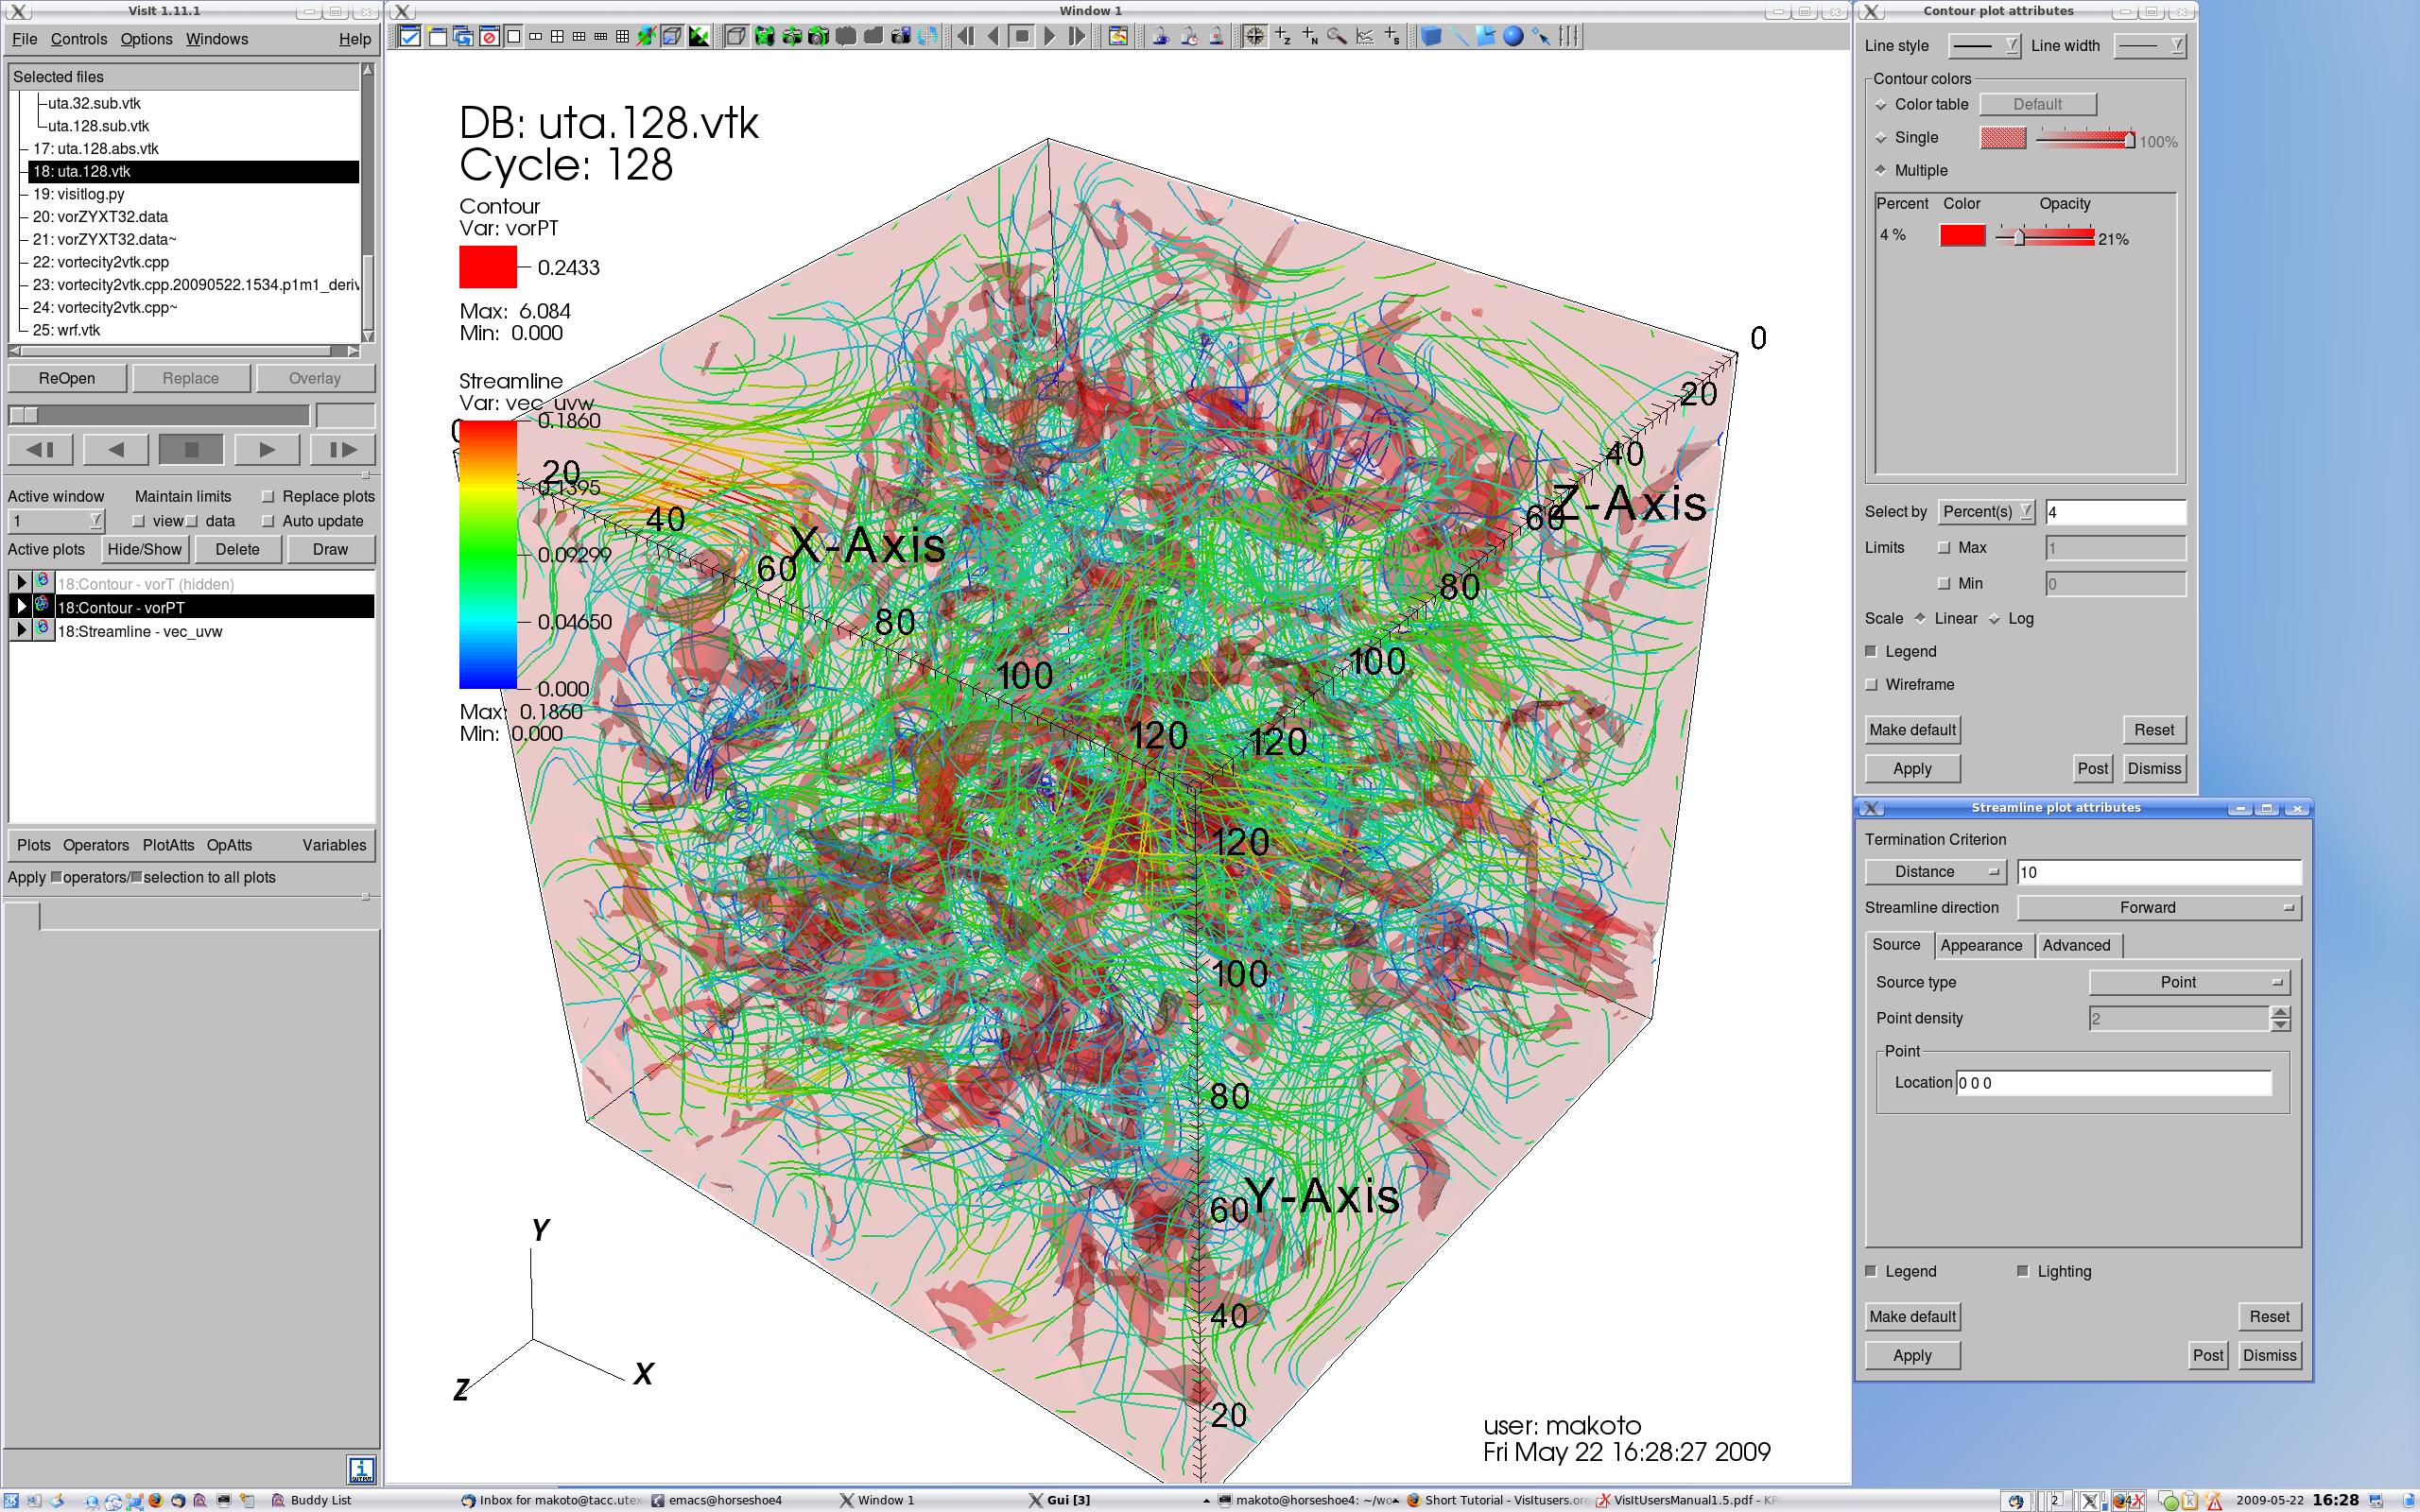 VisIt 1.11.1
File Controls Options Windows Help
Selected files
uta.32.sub.vtk
uta.128.sub.vtk
17: uta.128.abs.vtk
18: uta.128.vtk
19: visitlog.py
20: vorZYXT32.data
21: vorZYXT32.data~
22: vortecity2vtk.cpp
23: vortecity2vtk.cpp.20090522.1534.p1m1_deriv
24: vortecity2vtk.cpp~
25: wrf.vtk
ReOpen Replace Overlay
Active window Maintain limits Replace plots
1 view data Auto update
Active plots Hide/Show Delete Draw
18:Contour - vorT (hidden)
18:Contour - vorPT
18:Streamline - vec_uvw
Plots Operators PlotAtts OpAtts Variables
Apply operators/ selection to all plots
Window 1
DB: uta.128.vtk
Cycle: 128
Contour
Var: vorPT
0.2433
Max: 6.084
Min: 0.000
Streamline
Var: vec_uvw
0.1860
0.1395
0.09299
0.04650
0.000
Max: 0.1860
Min: 0.000
20
40
60
80
100
120
X-Axis
0
20
40
60
80
100
120
Z-Axis
120
100
80
60
40
20
Y-Axis
Y
X
Z
user: makoto
Fri May 22 16:28:27 2009
Contour plot attributes
Line style Line width
Contour colors
Color table Default
Single 100%
Multiple
Percent Color Opacity
4 % 21%
Select by Percent(s) 4
Limits Max 1
Min 0
Scale Linear Log
Legend
Wireframe
Make default Reset
Apply Post Dismiss
Streamline plot attributes
Termination Criterion
Distance 10
Streamline direction Forward
Source Appearance Advanced
Source type Point
Point density 2
Point
Location 0 0 0
Legend Lighting
Make default Reset
Apply Post Dismiss
Buddy List Inbox for makoto@tacc.utex emacs@horseshoe4 Window 1 Gui [3] makoto@horseshoe4: ~/wo Short Tutorial - VisItusers.org VisItUsersManual1.5.pdf - KP 2 2009-05-22 16:28